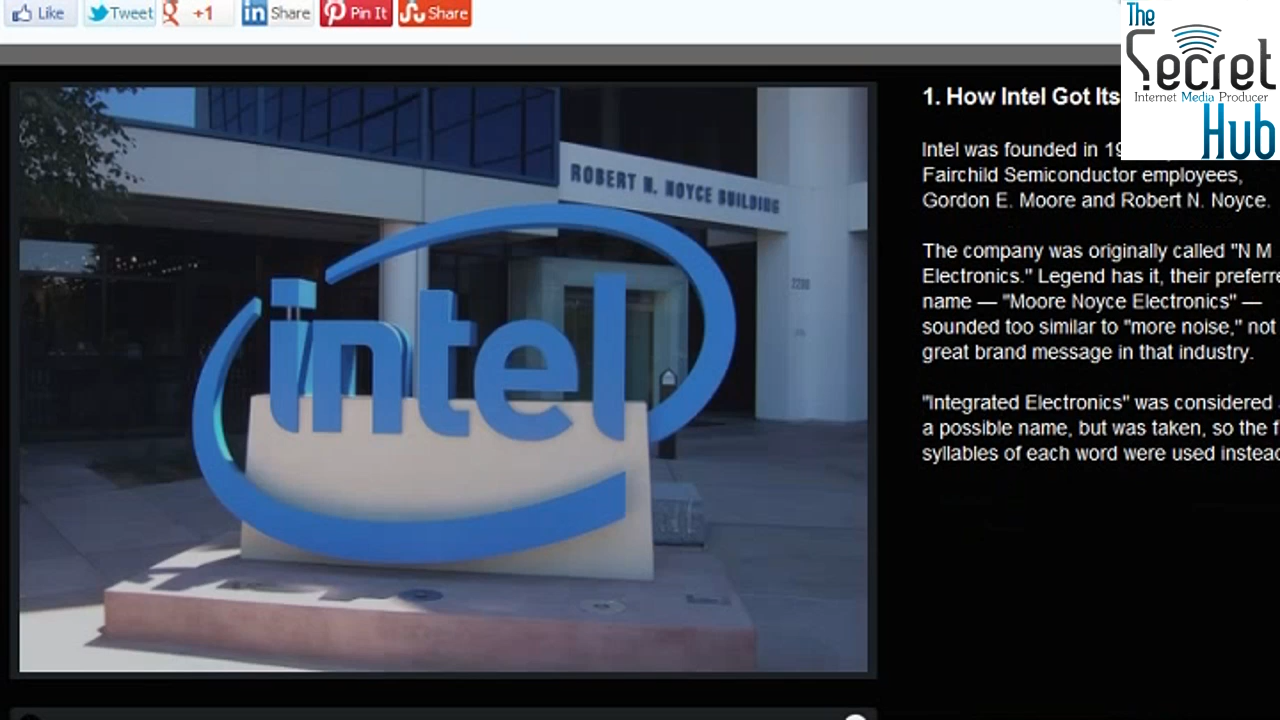 Like
Tweet
+1
in Share
Pin It
Share
The
Secret
Internet Media Producer
Hub
ROBERT N. NOYCE BUILDING
2200
intel
1. How Intel Got Its
Intel was founded in 19
Fairchild Semiconductor employees,
Gordon E. Moore and Robert N. Noyce.
The company was originally called "N M
Electronics." Legend has it, their preferre
name — "Moore Noyce Electronics" —
sounded too similar to "more noise," not
great brand message in that industry.
"Integrated Electronics" was considered
a possible name, but was taken, so the f
syllables of each word were used instead